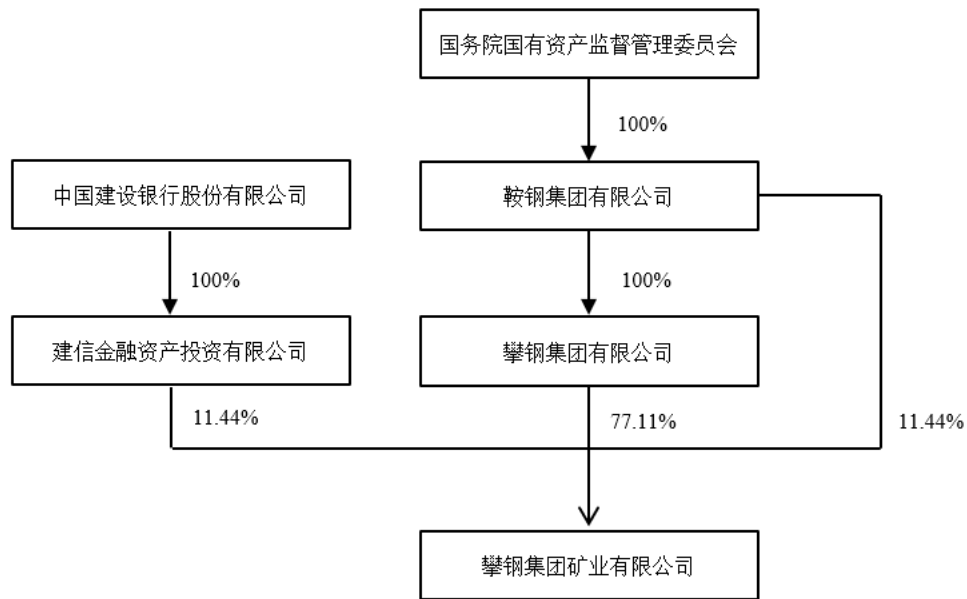 国务院国有资产监督管理委员会
100%
中国建设银行股份有限公司
鞍钢集团有限公司
100%
100%
建信金融资产投资有限公司
攀钢集团有限公司
11.44%
77.11%
11.44%
攀钢集团矿业有限公司